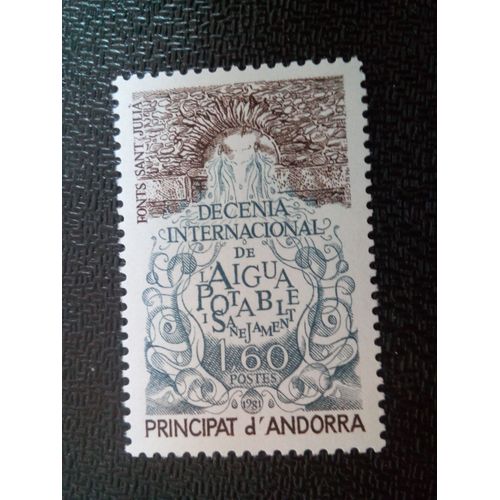 FONTS SANT JULIÀ
DECENIA
INTERNACIONAL
DE
L'AIGUA
POTABLE
I SANEJAMENT
1,60
POSTES
1981
PRINCIPAT d'ANDORRA